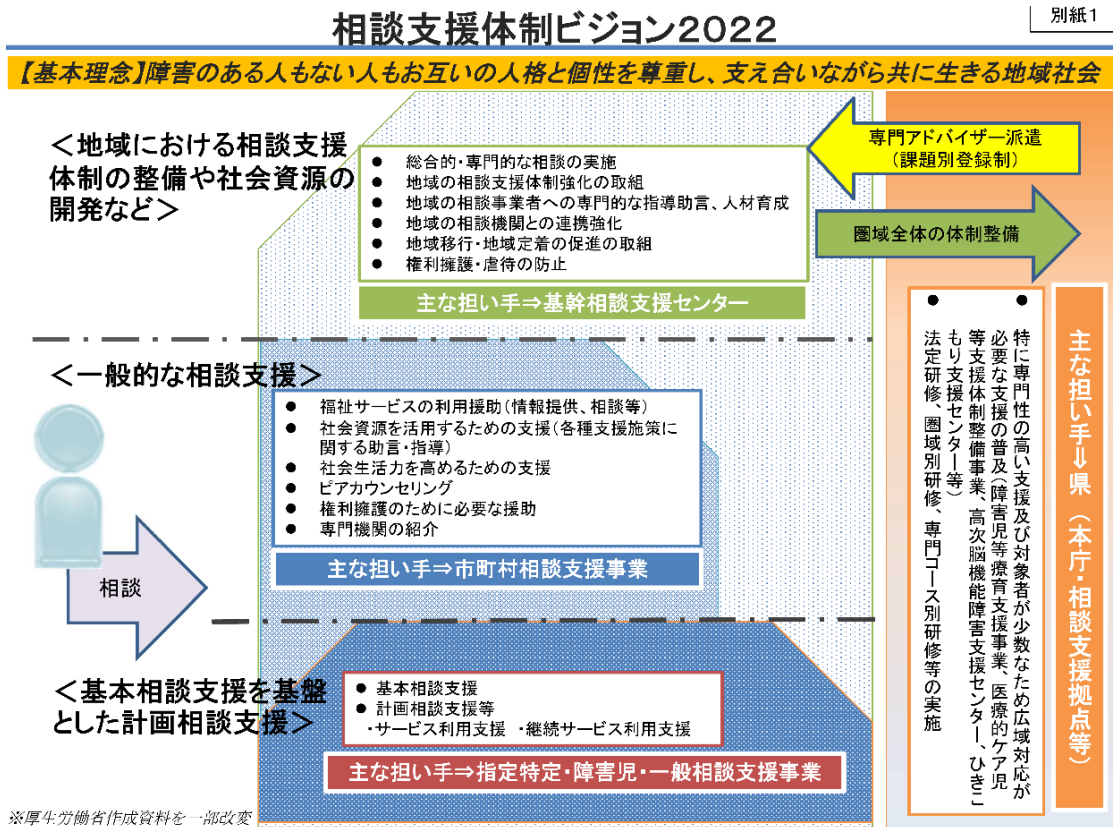 別紙1
相談支援体制ビジョン2022
【基本理念】障害のある人もない人もお互いの人格と個性を尊重し、支え合いながら共に生きる地域社会
＜地域における相談支援
体制の整備や社会資源の
開発など＞
● 総合的・専門的な相談の実施
● 地域の相談支援体制強化の取組
● 地域の相談事業者への専門的な指導助言、人材育成
● 地域の相談機関との連携強化
● 地域移行・地域定着の促進の取組
● 権利擁護・虐待の防止
主な担い手⇒基幹相談支援センター
専門アドバイザー派遣
（課題別登録制）
圏域全体の体制整備
＜一般的な相談支援＞
● 福祉サービスの利用援助（情報提供、相談等）
● 社会資源を活用するための支援（各種支援施策に
関する助言・指導）
● 社会生活力を高めるための支援
● ピアカウンセリング
● 権利擁護のために必要な援助
● 専門機関の紹介
主な担い手⇒市町村相談支援事業
相談
＜基本相談支援を基盤
とした計画相談支援＞
● 基本相談支援
● 計画相談支援等
・サービス利用支援 ・継続サービス利用支援
主な担い手⇒指定特定・障害児・一般相談支援事業
主な担い手⇒県（本庁・相談支援拠点等）
● 特に専門性の高い支援及び対象者が少数なため広域対応が
必要な支援の普及（障害児等療育支援事業、医療的ケア児
等支援体制整備事業、高次脳機能障害支援センター、ひきこ
もり支援センター等）
● 法定研修、圏域別研修、専門コース別研修等の実施
※厚生労働省作成資料を一部改変